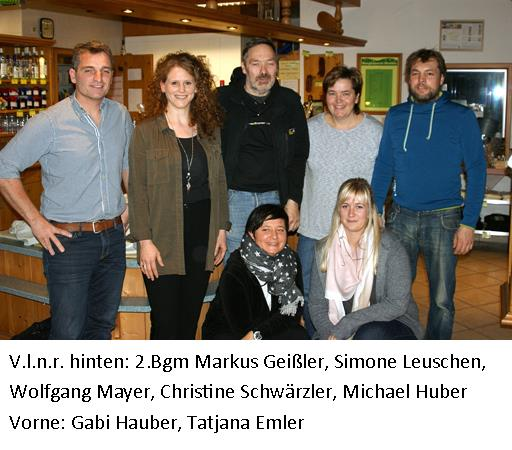 V.l.n.r. hinten: 2.Bgm Markus Geißler, Simone Leuschen,
Wolfgang Mayer, Christine Schwärzler, Michael Huber
Vorne: Gabi Hauber, Tatjana Emler